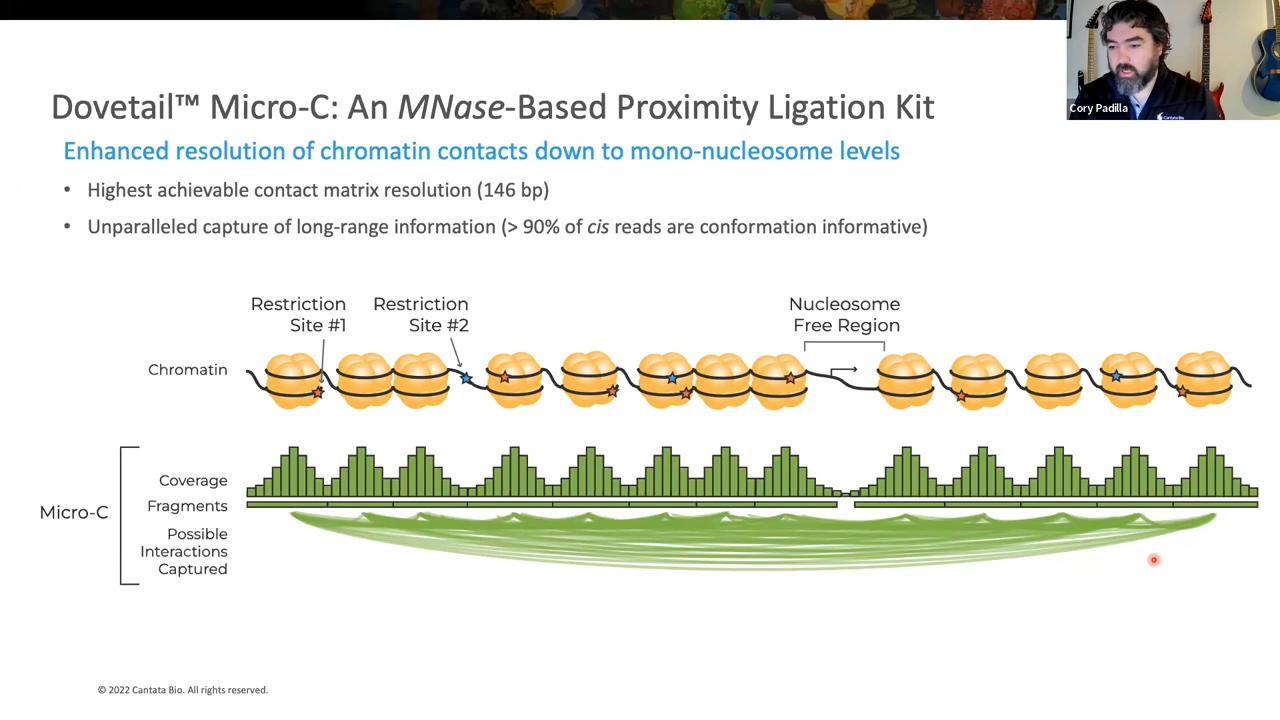 Dovetail™ Micro-C: An MNase-Based Proximity Ligation Kit
Cory Padilla
Cantata Bio
Enhanced resolution of chromatin contacts down to mono-nucleosome levels
• Highest achievable contact matrix resolution (146 bp)
• Unparalleled capture of long-range information (> 90% of cis reads are conformation informative)
Restriction
Site #1
Restriction
Site #2
Nucleosome
Free Region
Chromatin
Micro-C
Coverage
Fragments
Possible
Interactions
Captured
© 2022 Cantata Bio. All rights reserved.